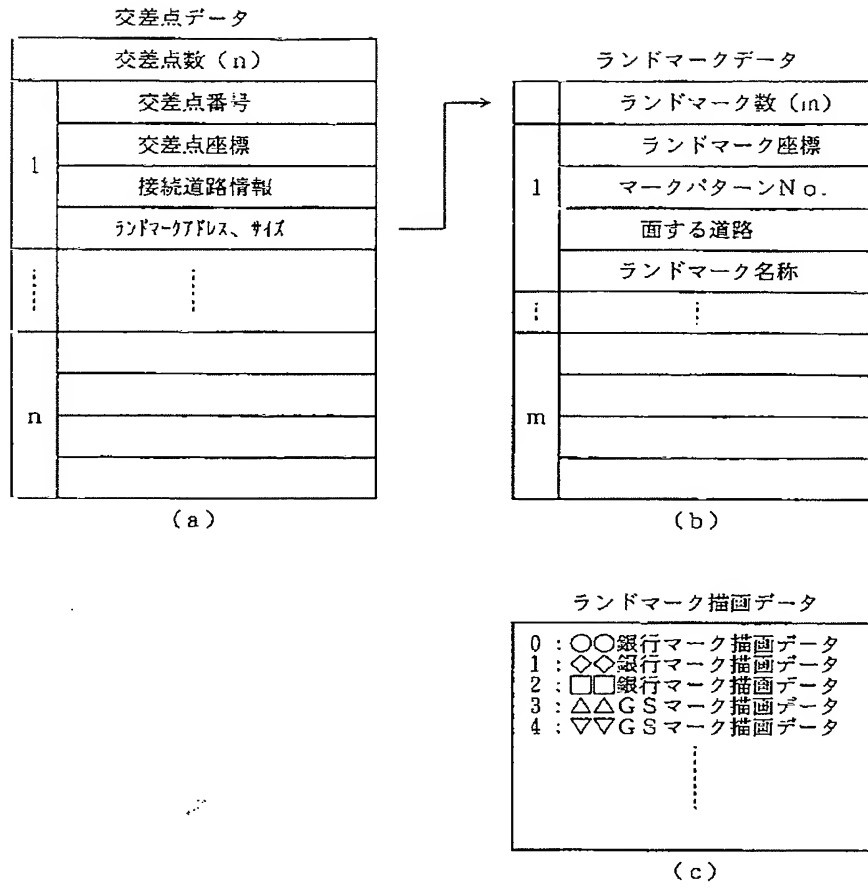 交差点データ
交差点数(n)
1
交差点番号
交差点座標
接続道路情報
ランドマークアドレス、サイズ
n
(a)
ランドマークデータ
ランドマーク数(m)
1
ランドマーク座標
マークパターンNo.
面する道路
ランドマーク名称
m
(b)
ランドマーク描画データ
0:○○銀行マーク描画データ
1:◇◇銀行マーク描画データ
2:□□銀行マーク描画データ
3:△△GSマーク描画データ
4:▽▽GSマーク描画データ
(c)